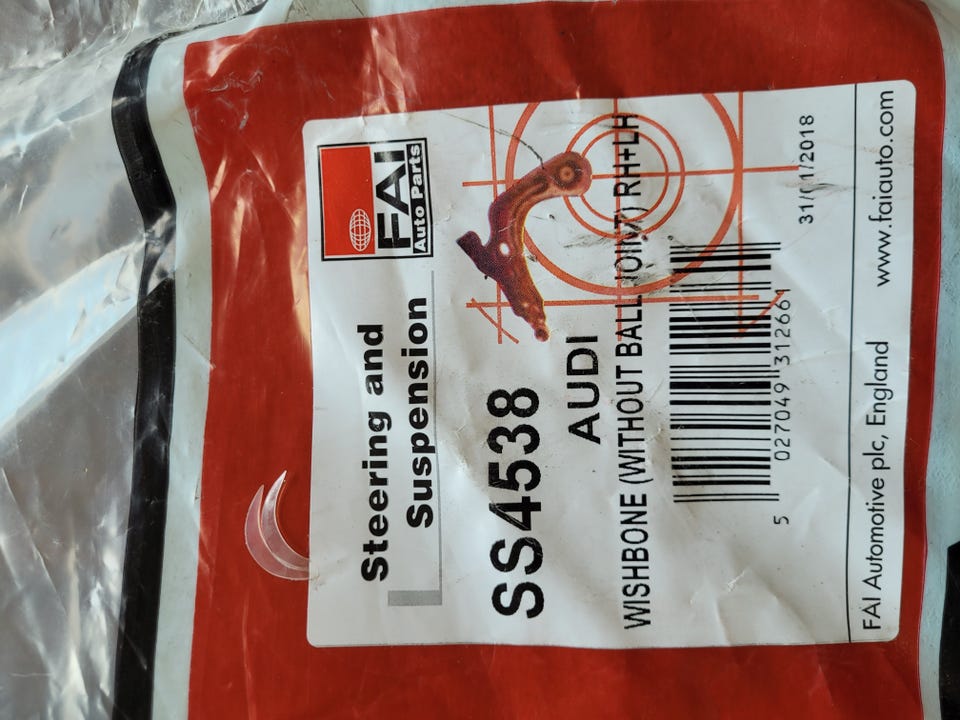 FAI
Auto Parts
Steering and
Suspension
SS4538
AUDI
WISHBONE (WITHOUT BALL JOINT) RH+LH
5 027049 312661
FAI Automotive plc, England
www.faiauto.com